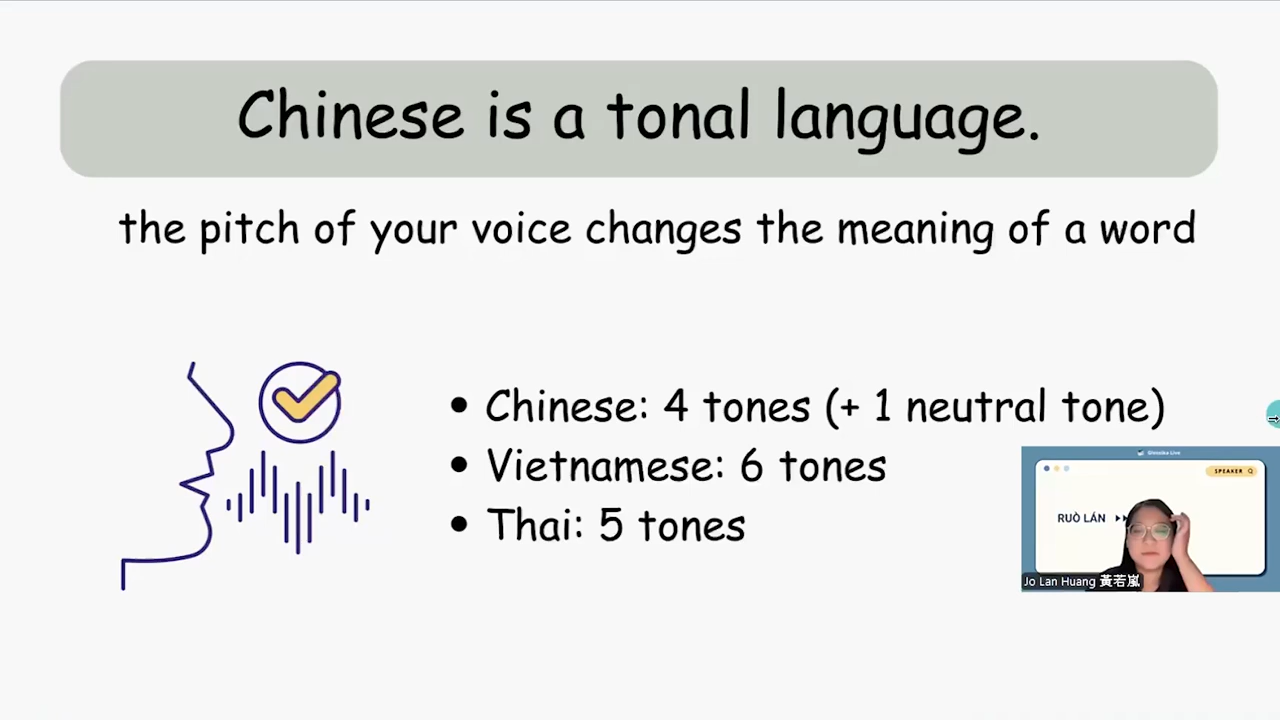 Chinese is a tonal language.
the pitch of your voice changes the meaning of a word
• Chinese: 4 tones (+ 1 neutral tone)
• Vietnamese: 6 tones
• Thai: 5 tones
SPEAKER
RUÒ LÁN
Jo Lan Huang 黃若嵐